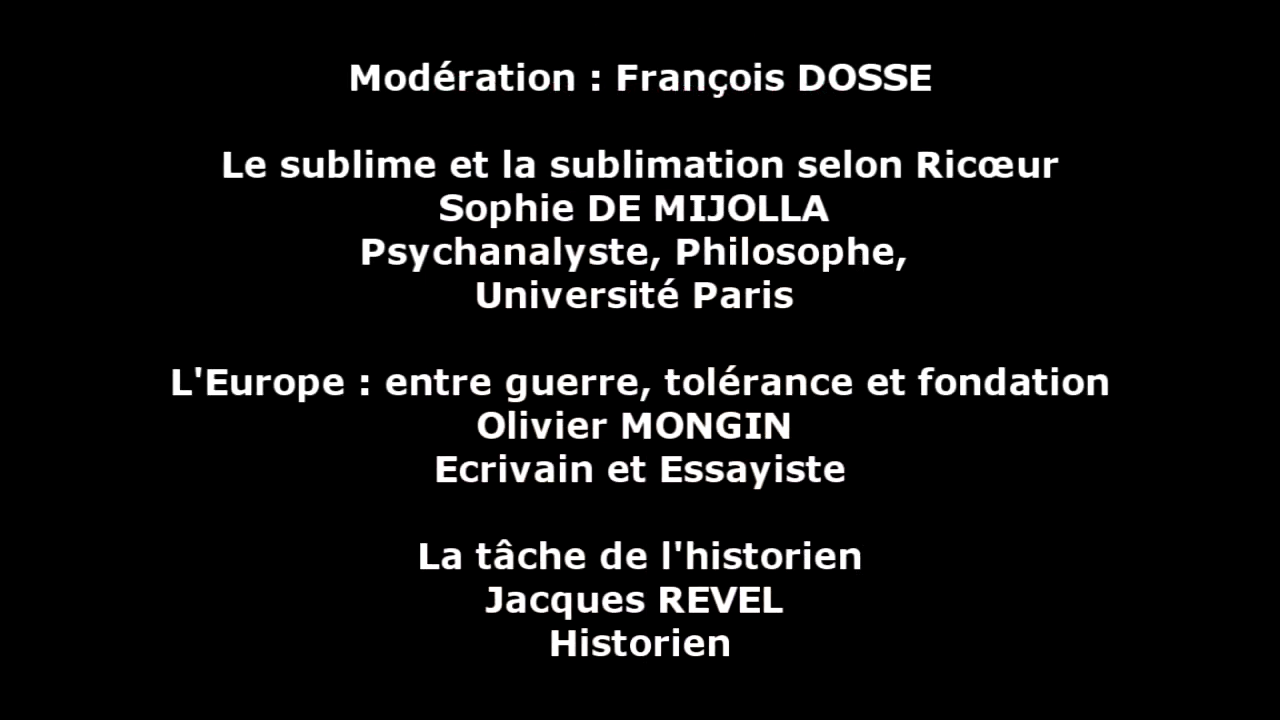 Modération : François DOSSE
Le sublime et la sublimation selon Ricœur
Sophie DE MIJOLLA
Psychanalyste, Philosophe,
Université Paris
L'Europe : entre guerre, tolérance et fondation
Olivier MONGIN
Ecrivain et Essayiste
La tâche de l'historien
Jacques REVEL
Historien